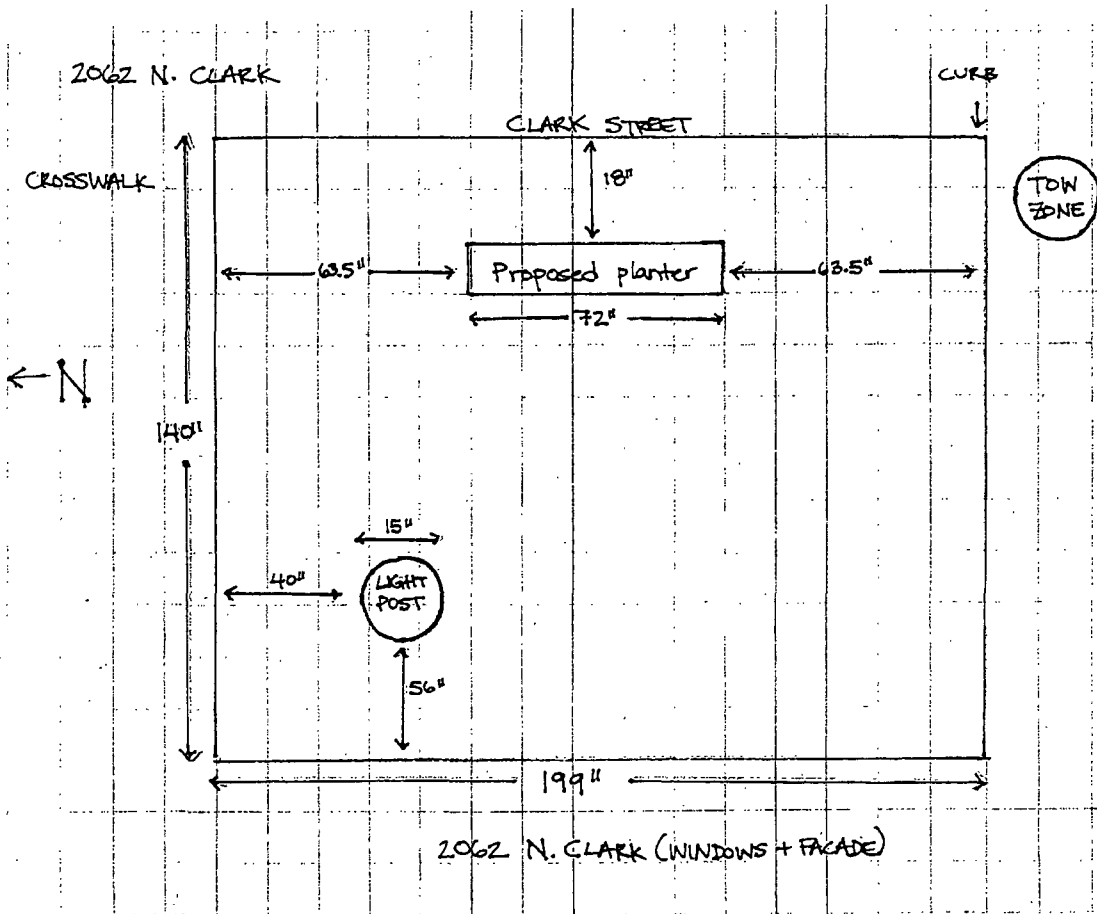 2062 N. CLARK
CURB
CLARK STREET
CROSSWALK
18"
TOW
ZONE
63.5"
Proposed planter
63.5"
72"
N
140"
15"
40"
LIGHT
POST
56"
199"
2062 N. CLARK (WINDOWS + FACADE)